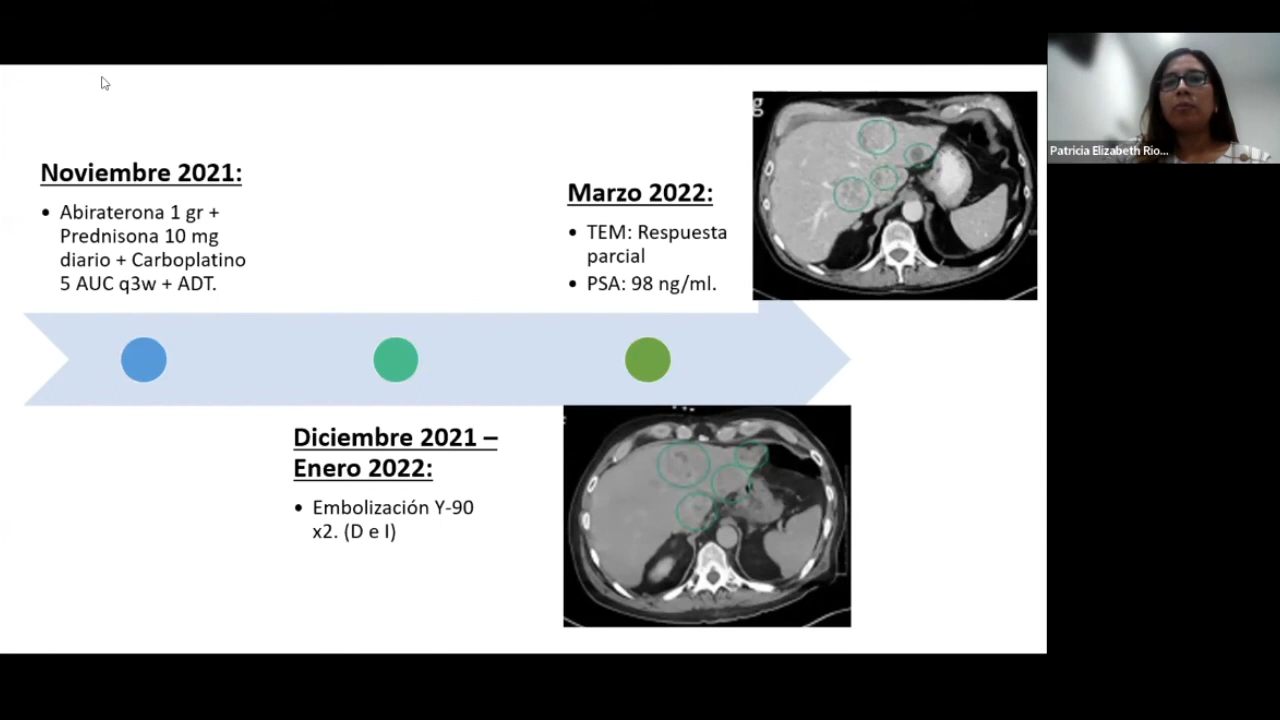 Noviembre 2021:
• Abiraterona 1 gr +
Prednisona 10 mg
diario + Carboplatino
5 AUC q3w + ADT.
Diciembre 2021 –
Enero 2022:
• Embolización Y-90
x2. (D e I)
Marzo 2022:
• TEM: Respuesta
parcial
• PSA: 98 ng/ml.
g
Patricia Elizabeth Rio...